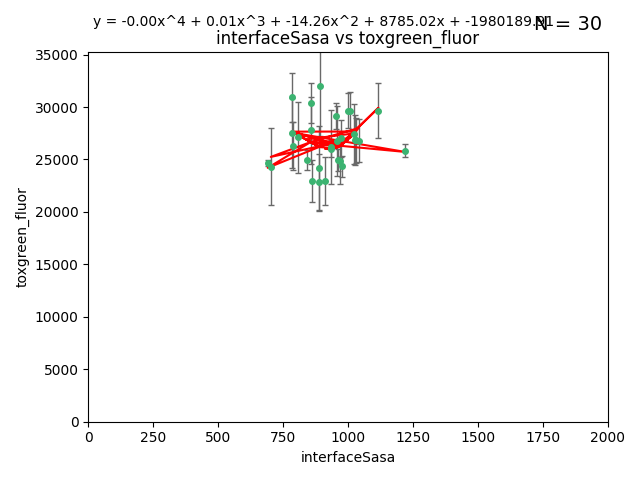 y = -0.00x^4 + 0.01x^3 + -14.26x^2 + 8785.02x + -1980189.
N = 30
interfaceSasa vs toxgreen_fluor
35000
30000
25000
20000
15000
10000
5000
0
toxgreen_fluor
0 250 500 750 1000 1250 1500 1750 2000
interfaceSasa